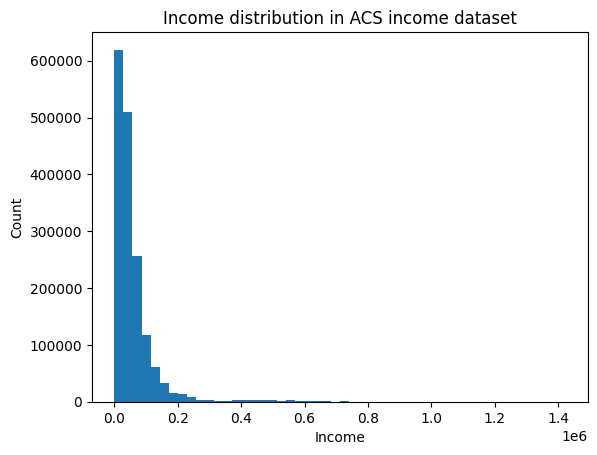 Income distribution in ACS income dataset
600000
500000
400000
300000
200000
100000
0
Count
0.0 0.2 0.4 0.6 0.8 1.0 1.2 1.4
1e6
Income